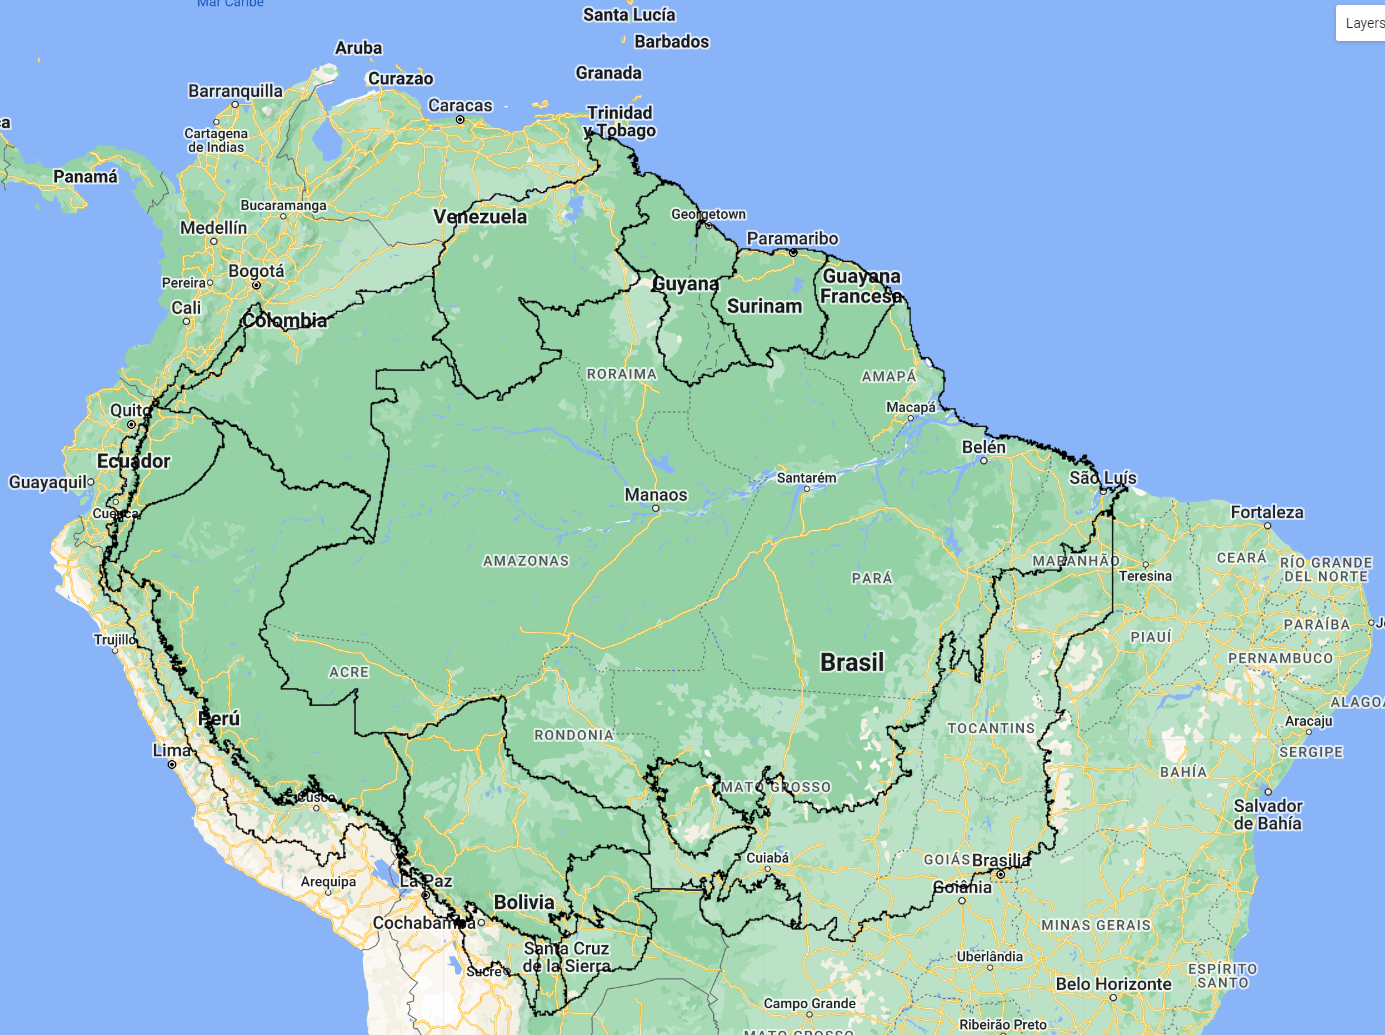 Mar Caribe
Santa Lucía
Layers
Barbados
Aruba
Granada
Curazao
Barranquilla
Caracas
Trinidad
y Tobago
Cartagena
de Indias
Panamá
Bucaramanga
Venezuela
Georgetown
Medellín
Paramaribo
Bogotá
Pereira
Guyana
Guayana
Francesa
Cali
Surinam
Colombia
RORAIMA
AMAPÁ
Quito
Macapá
Belén
Ecuador
Guayaquil
Santarém
São Luís
Manaos
Cuenca
Fortaleza
AMAZONAS
MARANHÃO
CEARÁ
RÍO GRANDE
DEL NORTE
PARÁ
Teresina
PARAÍBA
Trujillo
PIAUÍ
Brasil
PERNAMBUCO
ACRE
ALAGOA
Perú
Aracaju
TOCANTINS
RONDONIA
Lima
SERGIPE
BAHÍA
MATO GROSSO
Cusco
Salvador
de Bahía
Cuiabá
GOIÁS
Brasilia
Arequipa
La Paz
Goiânia
Bolivia
Cochabamba
MINAS GERAIS
Santa Cruz
de la Sierra
Uberlândia
Sucre
ESPÍRITO
SANTO
Belo Horizonte
Campo Grande
Ribeirão Preto
MATO GROSSO